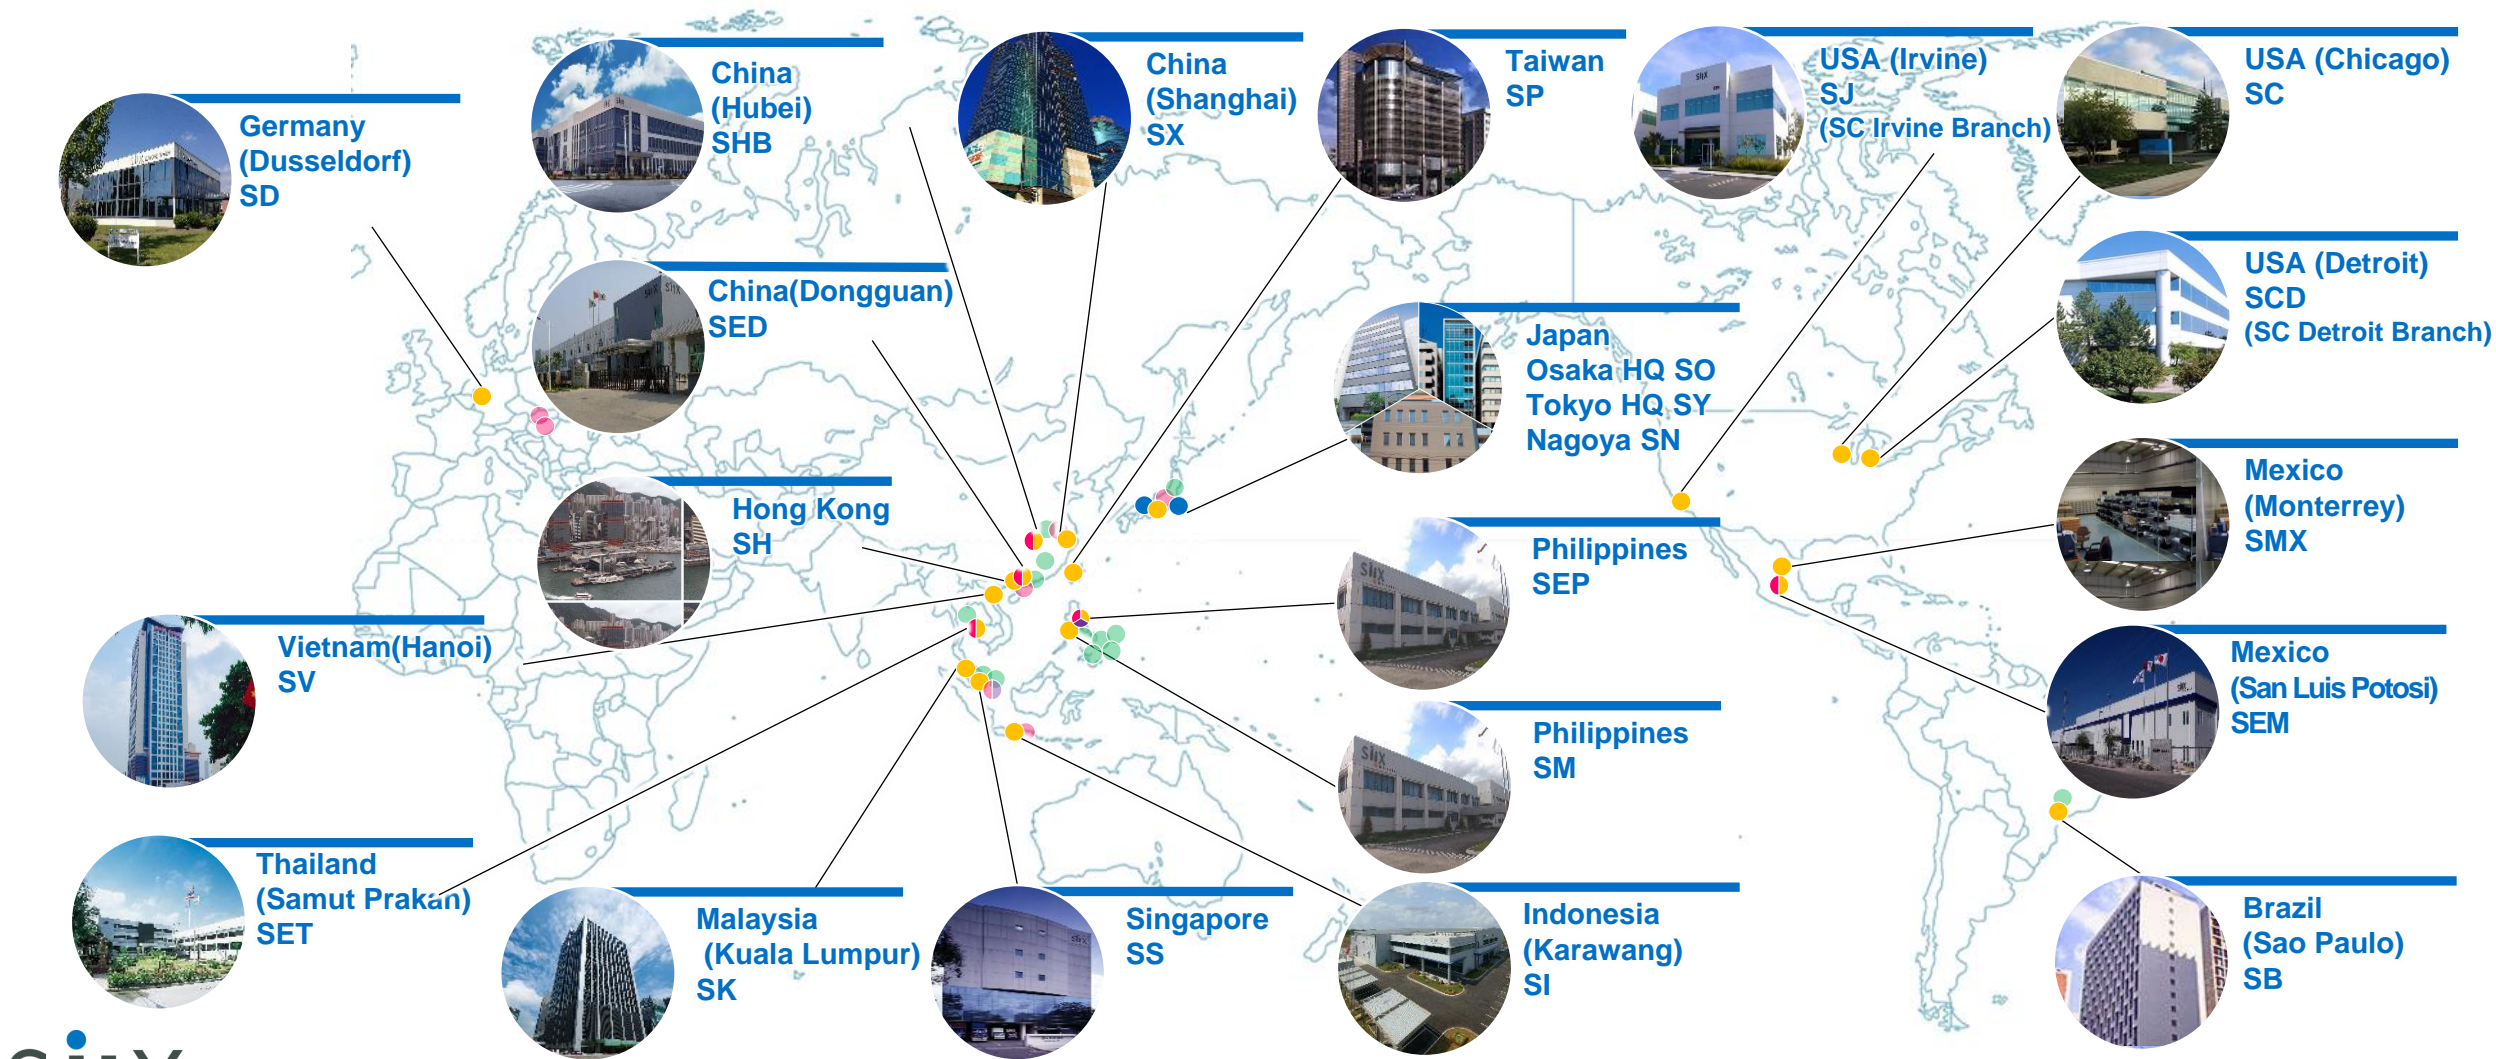 Germany
(Dusseldorf)
SD
China
(Hubei)
SHB
China
(Shanghai)
SX
Taiwan
SP
USA (Irvine)
SJ
(SC Irvine Branch)
USA (Chicago)
SC
China(Dongguan)
SED
Japan
Osaka HQ SO
Tokyo HQ SY
Nagoya SN
USA (Detroit)
SCD
(SC Detroit Branch)
Hong Kong
SH
Philippines
SEP
Mexico
(Monterrey)
SMX
Vietnam(Hanoi)
SV
Philippines
SM
Mexico
(San Luis Potosi)
SEM
Thailand
(Samut Prakan)
SET
Malaysia
(Kuala Lumpur)
SK
Singapore
SS
Indonesia
(Karawang)
SI
Brazil
(Sao Paulo)
SB
siix